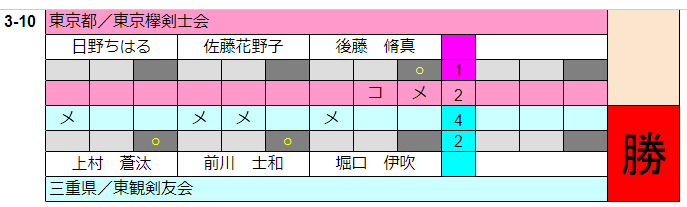 3-10 東京都／東京欅剣士会
日野ちはる 佐藤花野子 後藤　脩真
○ 1
コ メ 2
メ メ メ メ 4
○ ○ 2
上村　蒼汰 前川　士和 堀口　伊吹
三重県／東観剣友会
勝